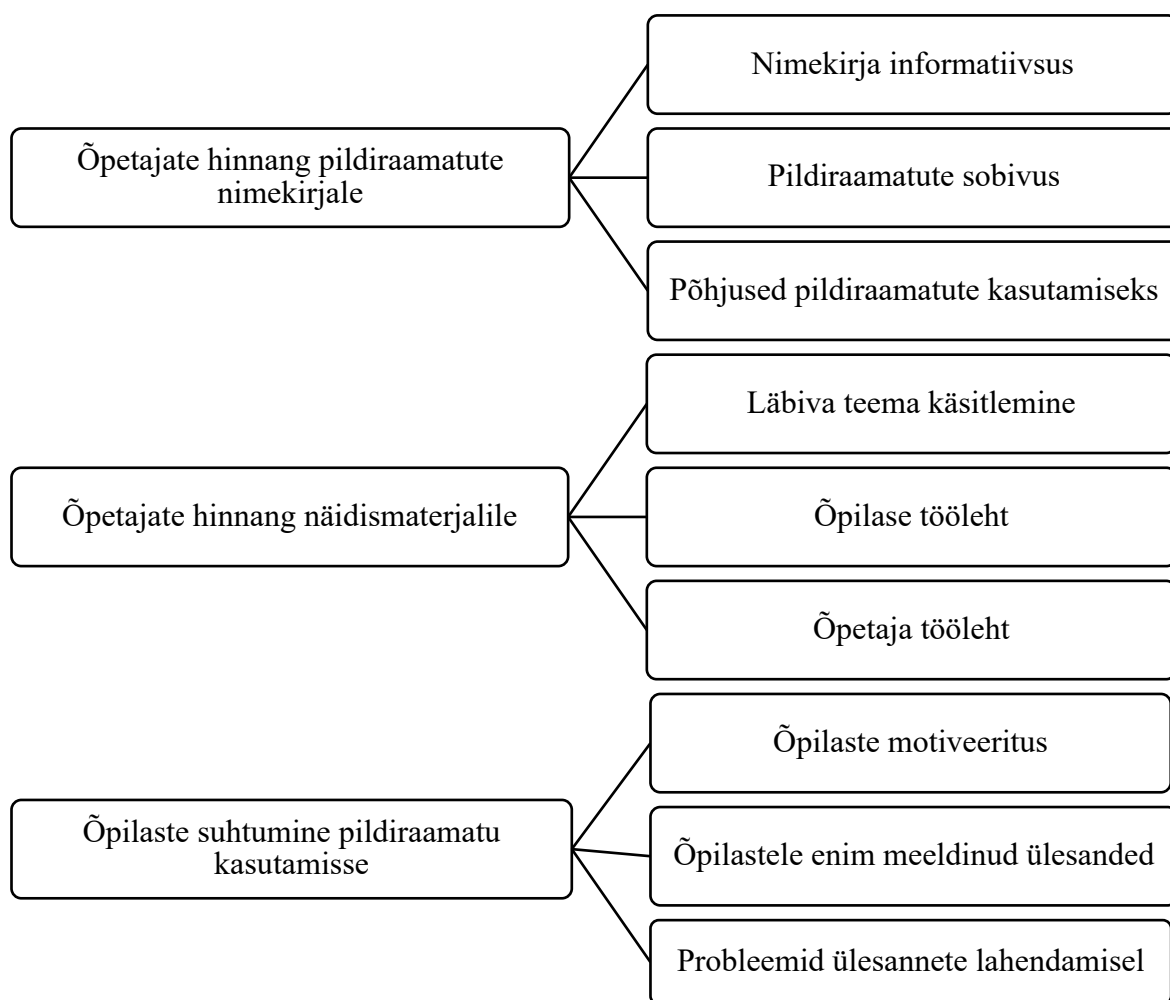 Õpetajate hinnang pildiraamatute
nimekirjale
Nimekirja informatiivsus
Pildiraamatute sobivus
Põhjused pildiraamatute kasutamiseks
Õpetajate hinnang näidismaterjalile
Läbiva teema käsitlemine
Õpilase tööleht
Õpetaja tööleht
Õpilaste suhtumine pildiraamatu
kasutamisse
Õpilaste motiveeritus
Õpilastele enim meeldinud ülesanded
Probleemid ülesannete lahendamisel